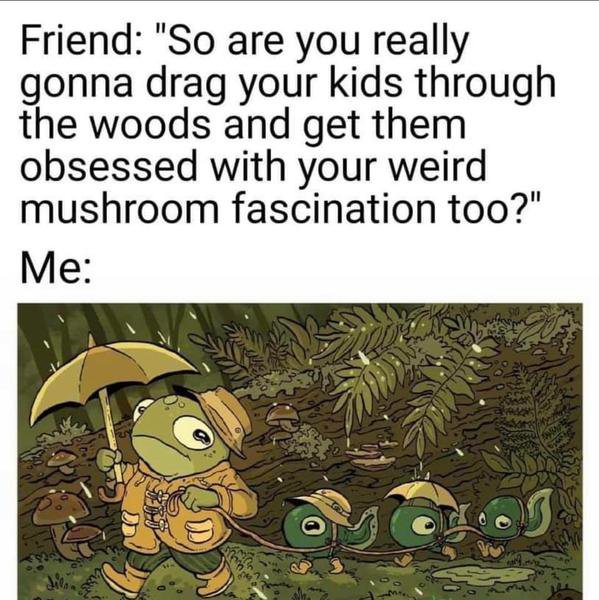 Friend: "So are you really
gonna drag your kids through
the woods and get them
obsessed with your weird
mushroom fascination too?"
Me: